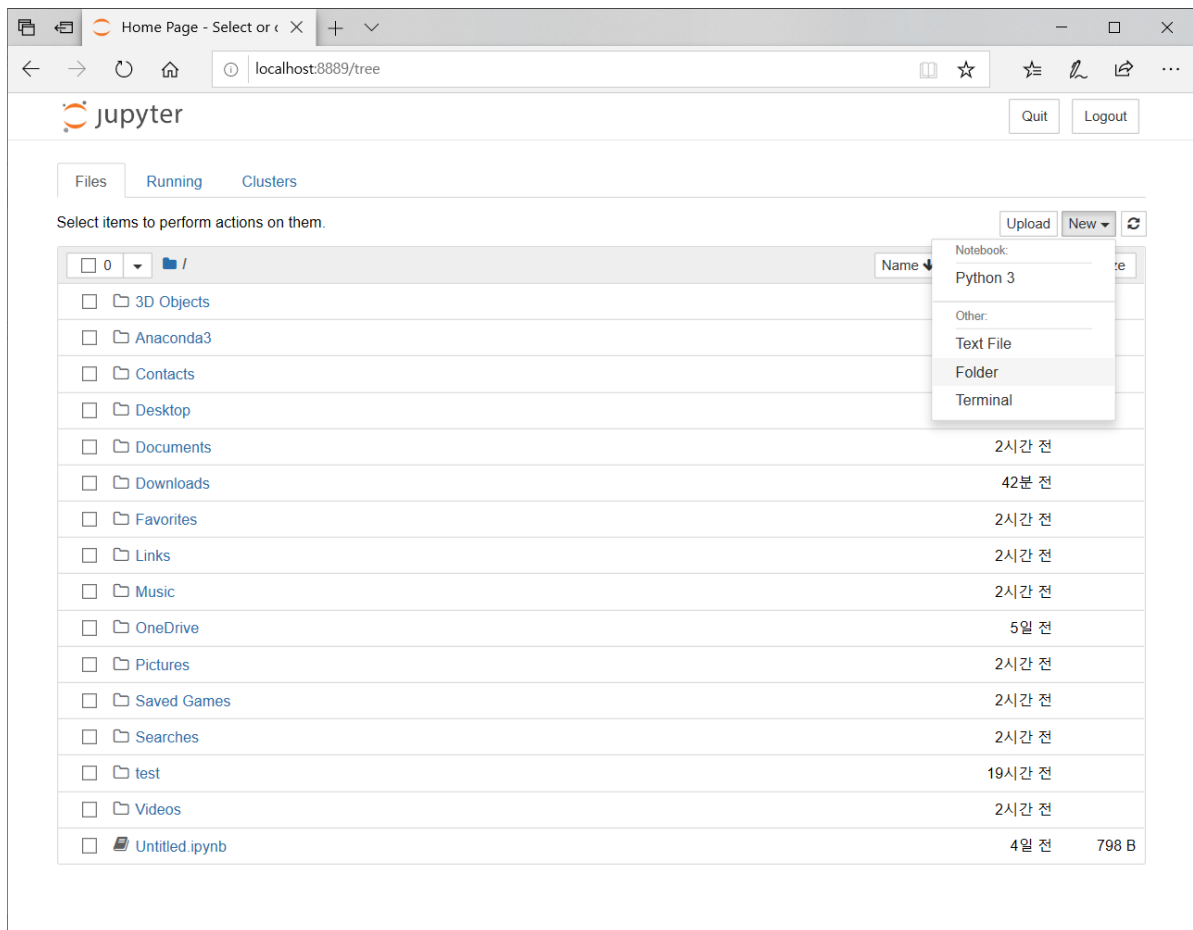 Home Page - Select or c
localhost:8889/tree
jupyter
Quit Logout
Files Running Clusters
Select items to perform actions on them.
Upload New
0 / Name ze
Notebook:
Python 3
Other:
Text File
Folder
Terminal
3D Objects
Anaconda3
Contacts
Desktop
Documents 2시간 전
Downloads 42분 전
Favorites 2시간 전
Links 2시간 전
Music 2시간 전
OneDrive 5일 전
Pictures 2시간 전
Saved Games 2시간 전
Searches 2시간 전
test 19시간 전
Videos 2시간 전
Untitled.ipynb 4일 전 798 B